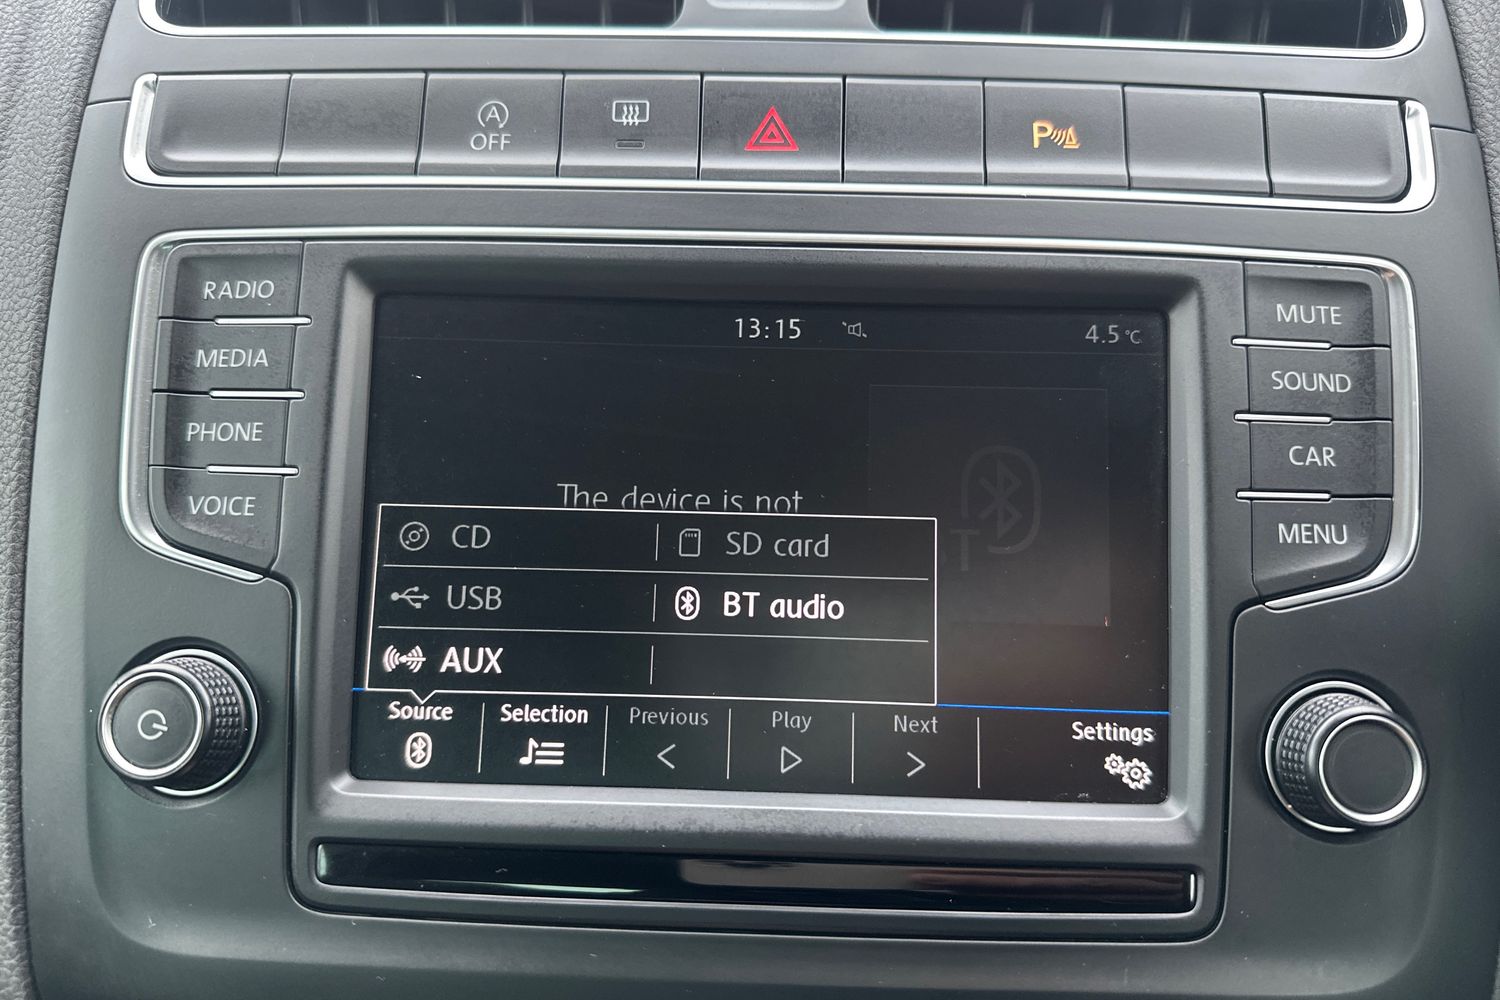 A
OFF
P
RADIO
MEDIA
PHONE
VOICE
MUTE
SOUND
CAR
MENU
13:15
4.5 °C
The device is not
CD
SD card
USB
BT audio
AUX
Source
Selection
Previous
Play
Next
Settings